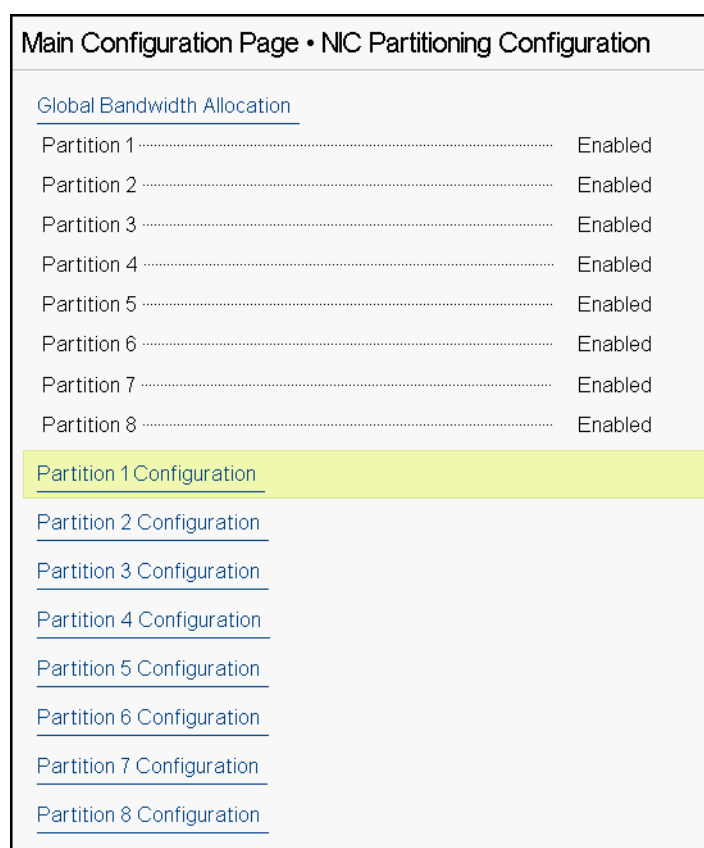 Main Configuration Page • NIC Partitioning Configuration
Global Bandwidth Allocation
Partition 1 Enabled
Partition 2 Enabled
Partition 3 Enabled
Partition 4 Enabled
Partition 5 Enabled
Partition 6 Enabled
Partition 7 Enabled
Partition 8 Enabled
Partition 1 Configuration
Partition 2 Configuration
Partition 3 Configuration
Partition 4 Configuration
Partition 5 Configuration
Partition 6 Configuration
Partition 7 Configuration
Partition 8 Configuration